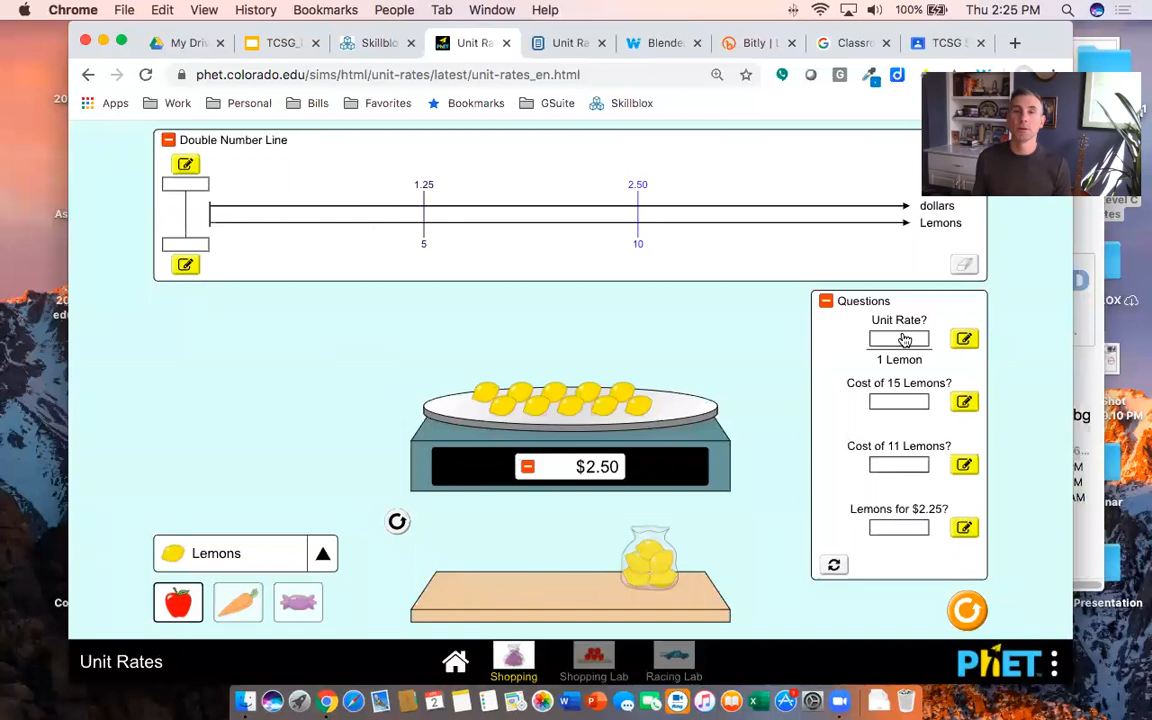 Chrome File Edit View History Bookmarks People Tab Window Help 100% Thu 2:25 PM
My Driv TCSG_ Skillblo Unit Ra Unit Ra Blende Bitly | L Classro TCSG S
phet.colorado.edu/sims/html/unit-rates/latest/unit-rates_en.html
Apps Work Personal Bills Favorites Bookmarks GSuite Skillblox
Double Number Line
1.25 2.50
dollars
Lemons
5 10
Questions
Unit Rate?
1 Lemon
Cost of 15 Lemons?
Cost of 11 Lemons?
$2.50
Lemons for $2.25?
Lemons
Unit Rates
Shopping Shopping Lab Racing Lab
PhET
Presentation